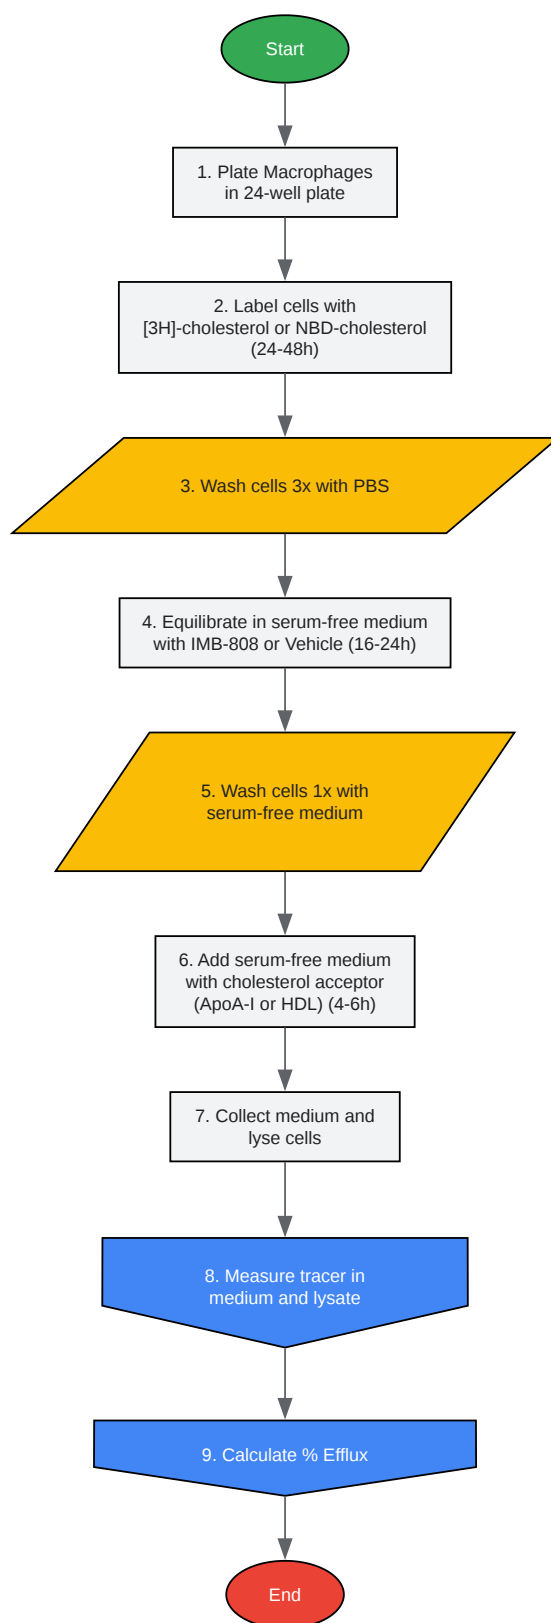 Start
1. Plate Macrophages
in 24-well plate
2. Label cells with
[3H]-cholesterol or NBD-cholesterol
(24-48h)
3. Wash cells 3x with PBS
4. Equilibrate in serum-free medium
with IMB-808 or Vehicle (16-24h)
5. Wash cells 1x with
serum-free medium
6. Add serum-free medium
with cholesterol acceptor
(ApoA-I or HDL) (4-6h)
7. Collect medium and
lyse cells
8. Measure tracer in
medium and lysate
9. Calculate % Efflux
End